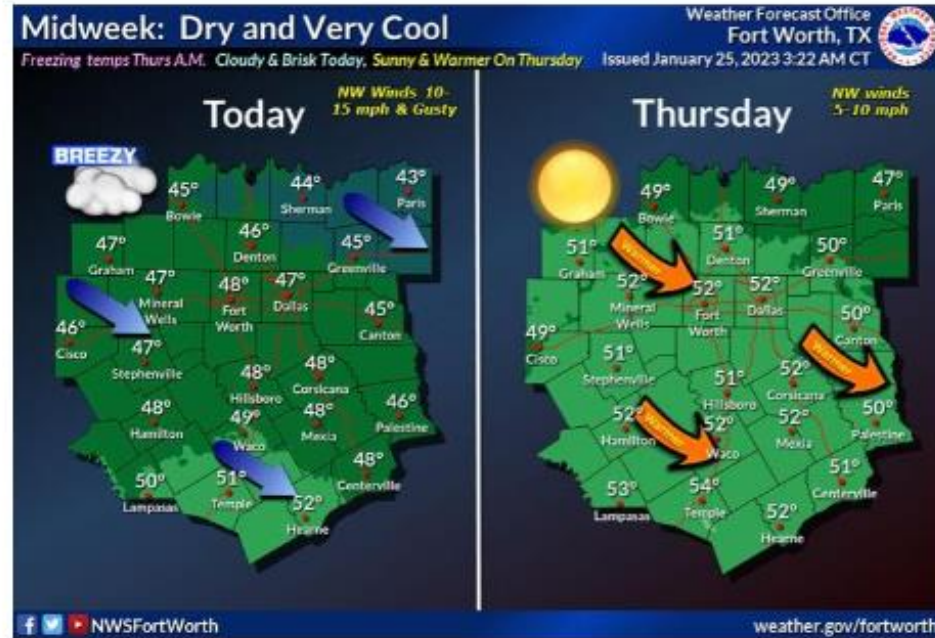 Midweek: Dry and Very Cool
Weather Forecast Office
Fort Worth, TX
Freezing temps Thurs A.M. Cloudy & Brisk Today, Sunny & Warmer On Thursday
Issued January 25, 2023 3:22 AM CT
Today
NW Winds 10-
15 mph & Gusty
BREEZY
45°
Bowie
44°
Sherman
43°
Paris
47°
Graham
46°
Denton
45°
Greenville
47°
Mineral
Wells
48°
Fort
Worth
47°
Dallas
45°
Canton
46°
Cisco
47°
Stephenville
48°
Hillsboro
48°
Corsicana
48°
Hamilton
49°
Waco
48°
Mexia
46°
Palestine
50°
Lampasas
51°
Temple
52°
Hearne
48°
Centerville
Thursday
NW winds
5-10 mph
49°
Bowie
49°
Sherman
47°
Paris
51°
Graham
Warmer
51°
Denton
50°
Greenville
52°
Mineral
Wells
52°
Fort
Worth
52°
Dallas
50°
Canton
49°
Cisco
51°
Stephenville
51°
Hillsboro
52°
Corsicana
Warmer
52°
Hamilton
Warmer
52°
Waco
52°
Mexia
50°
Palestine
53°
Lampasas
54°
Temple
52°
Hearne
51°
Centerville
NWSFortWorth
weather.gov/fortworth